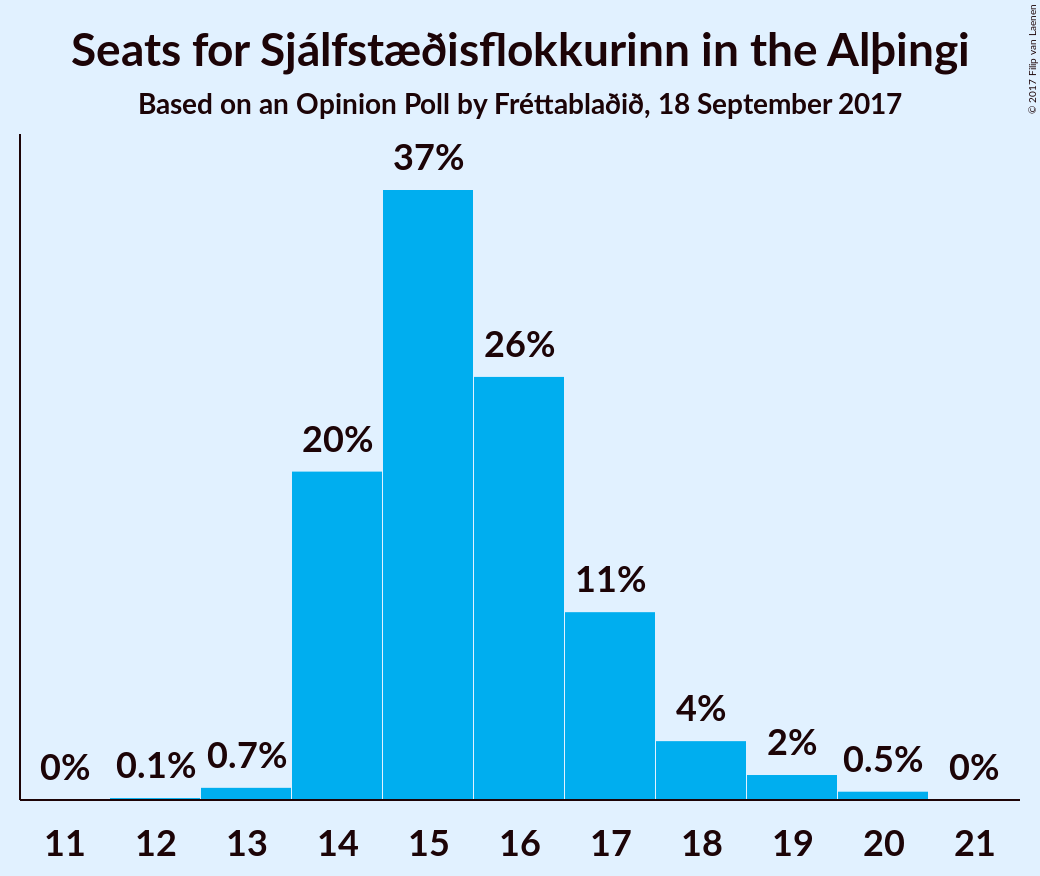 Seats for Sjálfstæðisflokkurinn in the Alþingi
Based on an Opinion Poll by Fréttablaðið, 18 September 2017
© 2017 Filip van Laenen
37%
26%
20%
11%
4%
2%
0% 0.1% 0.7% 0.5% 0%
11 12 13 14 15 16 17 18 19 20 21